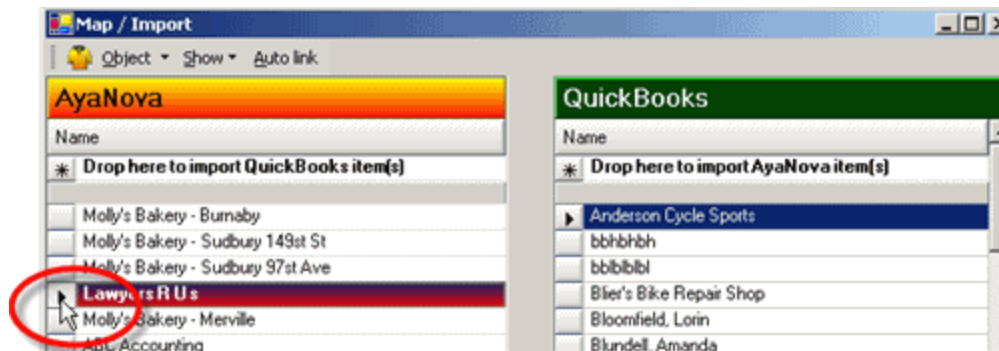 Map / Import
Object Show Auto link
AyaNova
Name
Drop here to import QuickBooks item(s)
Molly's Bakery - Burnaby
Molly's Bakery - Sudbury 149st St
Molly's Bakery - Sudbury 97st Ave
Lawyers R Us
Molly's Bakery - Merville
ABC Accounting
QuickBooks
Name
Drop here to import AyaNova item(s)
Anderson Cycle Sports
bbhbhbh
bblblblbl
Blier's Bike Repair Shop
Bloomfield, Lorin
Blundell, Amanda